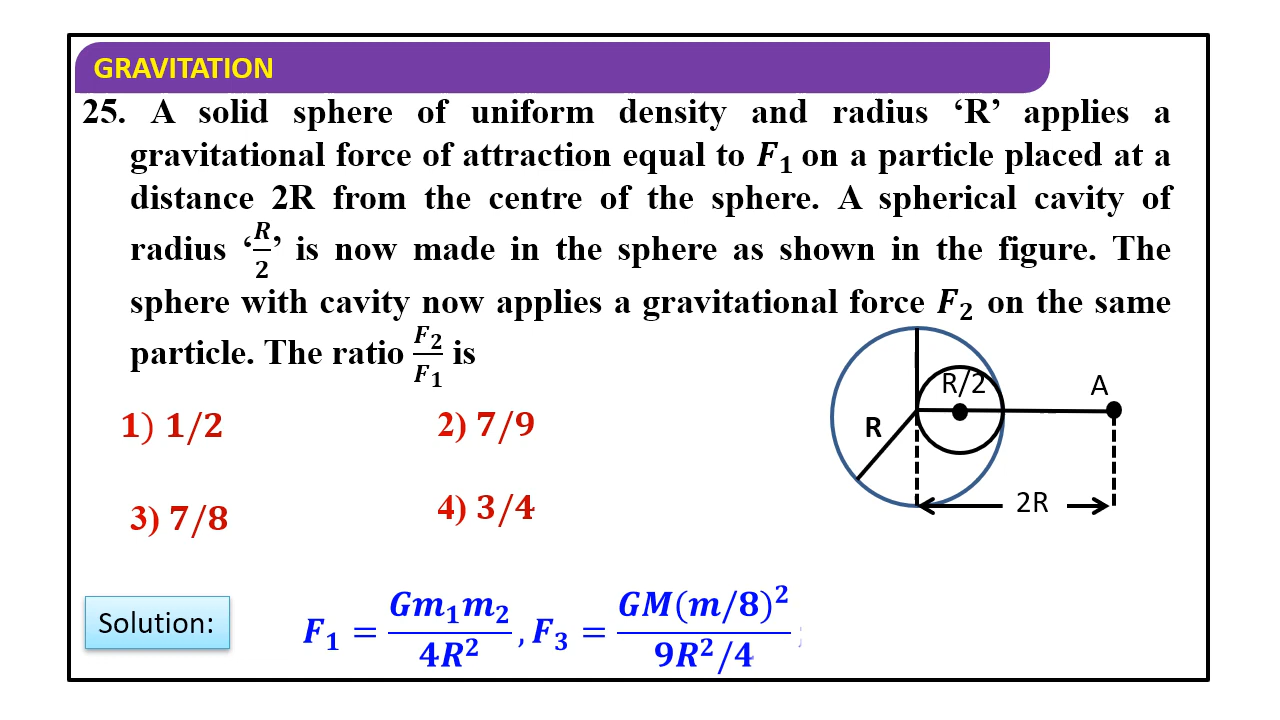 GRAVITATION
25. A solid sphere of uniform density and radius ‘R’ applies a
gravitational force of attraction equal to F₁ on a particle placed at a
distance 2R from the centre of the sphere. A spherical cavity of
radius ‘R/2’ is now made in the sphere as shown in the figure. The
sphere with cavity now applies a gravitational force F₂ on the same
particle. The ratio F₂/F₁ is
1) 1/2
2) 7/9
3) 7/8
4) 3/4
R/2
A
R
2R
Solution:
F₁ = Gm₁m₂/4R², F₃ = GM(m/8)²/(9R²/4)